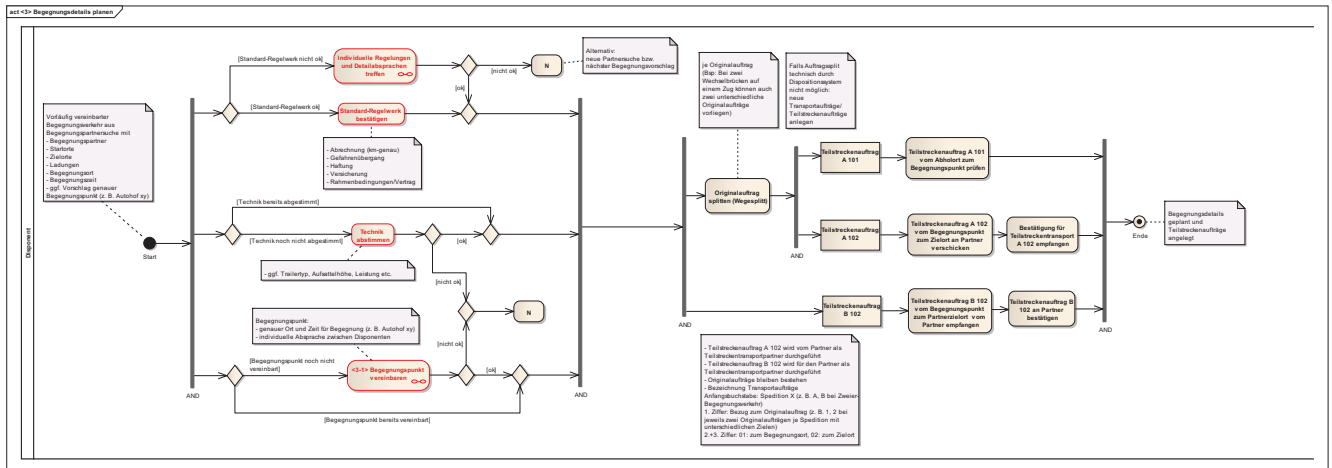 act <3> Begegnungsdetails planen
Disponent
Vorläufig vereinbarter
Begegnungsverkehr aus
Begegnungspartnersuche mit
- Begegnungspartner
- Startorte
- Zielorte
- Ladungen
- Begegnungsort
- Begegnungszeit
- ggf. Vorschlag genauer
Begegnungspunkt (z. B. Autohof xy)
Start
AND
[Standard-Regelwerk nicht ok]
Individuelle Regelungen
und Detailabsprachen
treffen
[nicht ok]
N
Alternativ:
neue Partnersuche bzw.
nächster Begegnungsvorschlag
[ok]
[Standard-Regelwerk ok]
Standard-Regelwerk
bestätigen
- Abrechnung (km-genau)
- Gefahrenübergang
- Haftung
- Versicherung
- Rahmenbedingungen/Vertrag
[Technik bereits abgestimmt]
[Technik noch nicht abgestimmt]
Technik
abstimmen
[ok]
- ggf. Trailertyp, Aufsattelhöhe, Leistung etc.
[nicht ok]
N
Begegnungspunkt:
- genauer Ort und Zeit für Begegnung (z. B. Autohof xy)
- individuelle Absprache zwischen Disponenten
[nicht ok]
[Begegnungspunkt noch nicht
vereinbart]
<3-1> Begegnungspunkt
vereinbaren
[ok]
[Begegnungspunkt bereits vereinbart]
AND
je Originalauftrag
(Bsp: Bei zwei
Wechselbrücken auf
einem Zug können auch
zwei unterschiedliche
Originalaufträge
vorliegen)
Falls Auftragssplit
technisch durch
Dispositionssystem
nicht möglich:
neue
Transportaufträge/
Teilstreckenaufträge
anlegen
Originalauftrag
splitten (Wegesplitt)
AND
AND
Teilstreckenauftrag
A 101
Teilstreckenauftrag A 101
vom Abholort zum
Begegnungspunkt prüfen
Teilstreckenauftrag
A 102
Teilstreckenauftrag A 102
vom Begegnungspunkt
zum Zielort an Partner
verschicken
Bestätigung für
Teilstreckentransport
A 102 empfangen
Teilstreckenauftrag
B 102
Teilstreckenauftrag B 102
vom Begegnungspunkt
zum Partnerzielort vom
Partner empfangen
Teilstreckenauftrag B
102 an Partner
bestätigen
AND
Ende
Begegnungsdetails
geplant und
Teilstreckenaufträge
angelegt
- Teilstreckenauftrag A 102 wird vom Partner als
Teilstreckentransportpartner durchgeführt
- Teilstreckenauftrag B 102 wird für den Partner als
Teilstreckentransportpartner durchgeführt
- Originalaufträge bleiben bestehen
- Bezeichnung Transportaufträge
Anfangsbuchstabe: Spedition X (z. B. A, B bei Zweier-
Begegnungsverkehr)
1. Ziffer: Bezug zum Originalauftrag (z. B. 1, 2 bei
jeweils zwei Originalaufträgen je Spedition mit
unterschiedlichen Zielen)
2.+3. Ziffer: 01: zum Begegnungsort, 02: zum Zielort